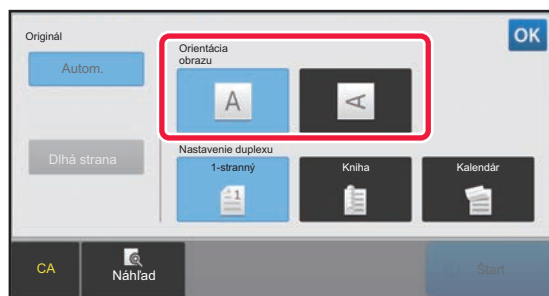 Originál
OK
Orientácia
obrazu
Autom.
A
A
Dlhá strana
Nastavenie duplexu
1-stranný
Kniha
Kalendár
1
CA
Náhľad
Štart